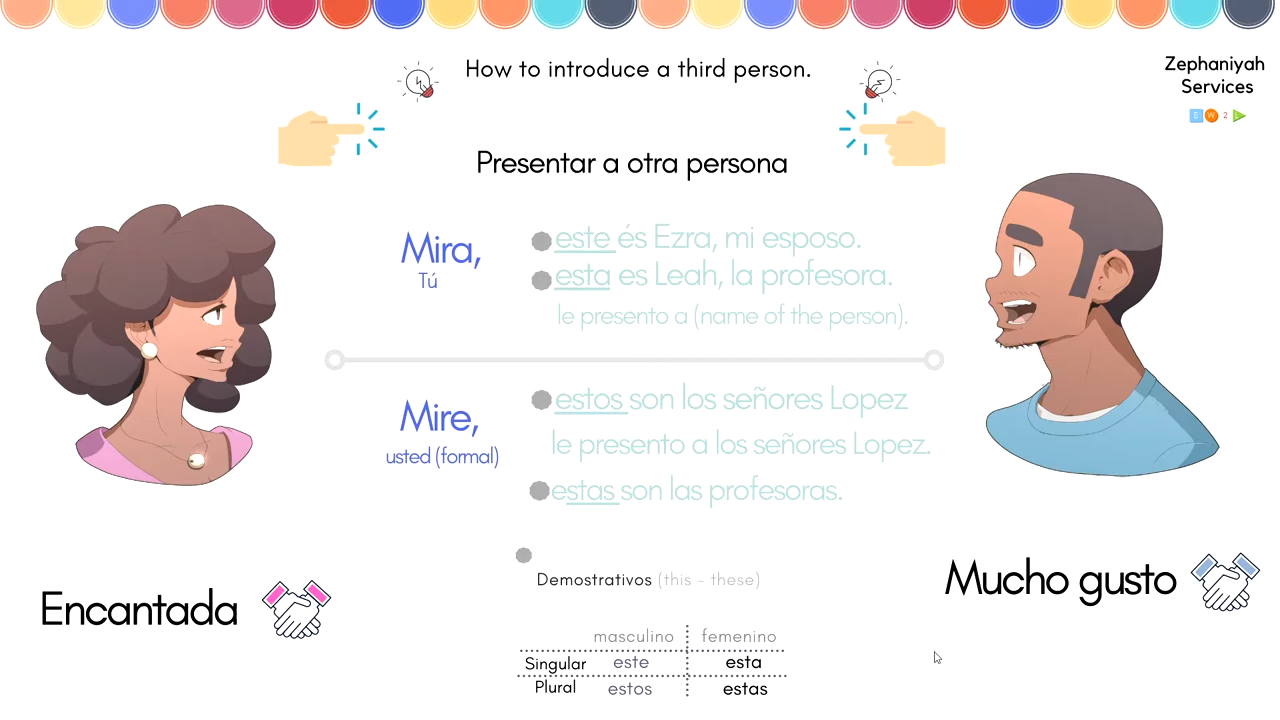 How to introduce a third person.
Zephaniyah
Services
E W 2 L
Presentar a otra persona
Mira,
Tú
este és Ezra, mi esposo.
esta es Leah, la profesora.
le presento a (name of the person).
Mire,
usted (formal)
estos son los señores Lopez
le presento a los señores Lopez.
estas son las profesoras.
Demostrativos (this - these)
Encantada
Mucho gusto
masculino femenino
Singular este esta
Plural estos estas